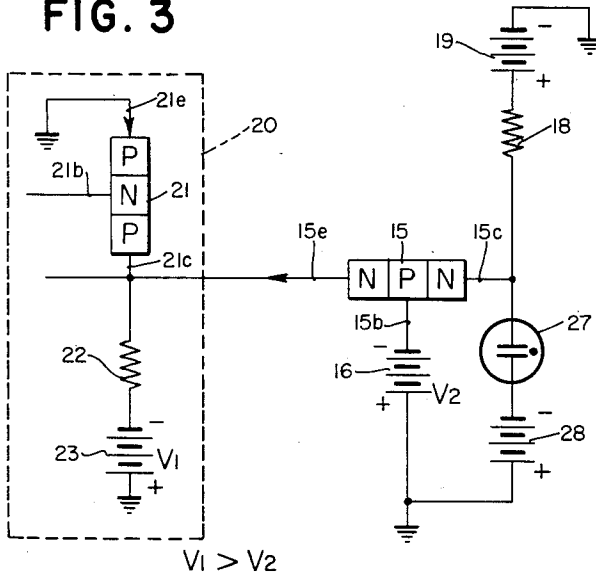 FIG. 3
19
-
+
18
21e
20
P
21b
N
21
P
21c
15e
15
15c
N P N
15b
27
22
-
16
V2
+
-
28
+
-
23
V1
+
V1 > V2